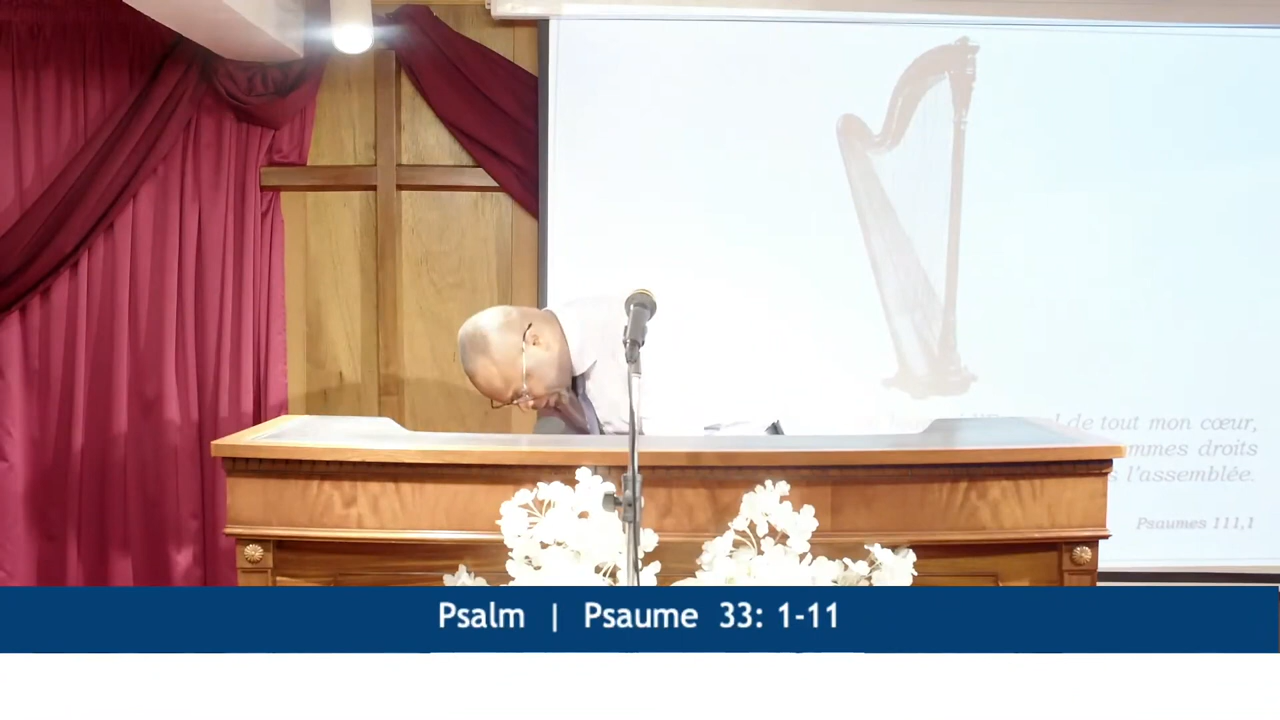 de tout mon cœur,
mmes droits
s l'assemblée.
Psaumes 111,1
Psalm | Psaume 33: 1-11